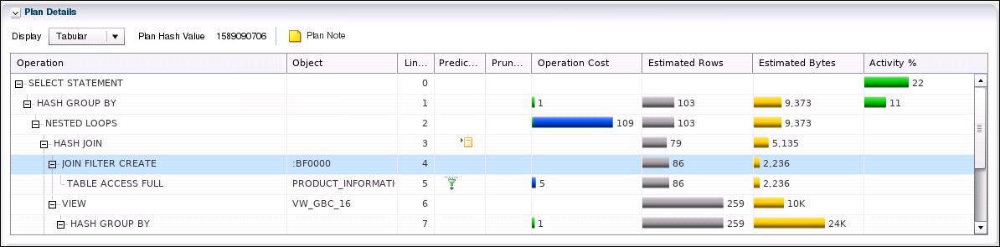 Plan Details
Display Tabular Plan Hash Value 1589090706 Plan Note
Operation Object Lin... Predic... Prun... Operation Cost Estimated Rows Estimated Bytes Activity %
SELECT STATEMENT 0 22
HASH GROUP BY 1 1 103 9,373 11
NESTED LOOPS 2 109 103 9,373
HASH JOIN 3 79 5,135
JOIN FILTER CREATE :BF0000 4 86 2,236
TABLE ACCESS FULL PRODUCT_INFORMATI 5 5 86 2,236
VIEW VW_GBC_16 6 259 10K
HASH GROUP BY 7 1 259 24K